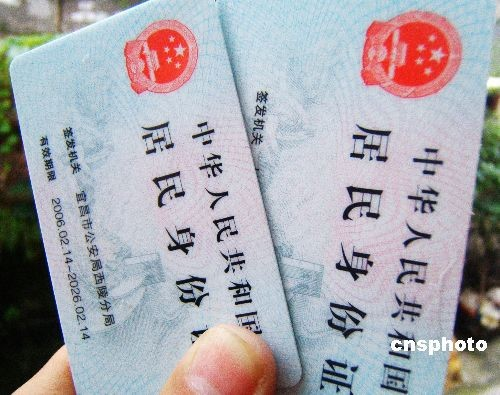 中华人民共和国
居民身份证
签发机关 宜昌市公安局西陵分局
有效期限 2006.02.14-2026.02.14
中华人民共和国
居民身份证
签发机关
cnsphoto